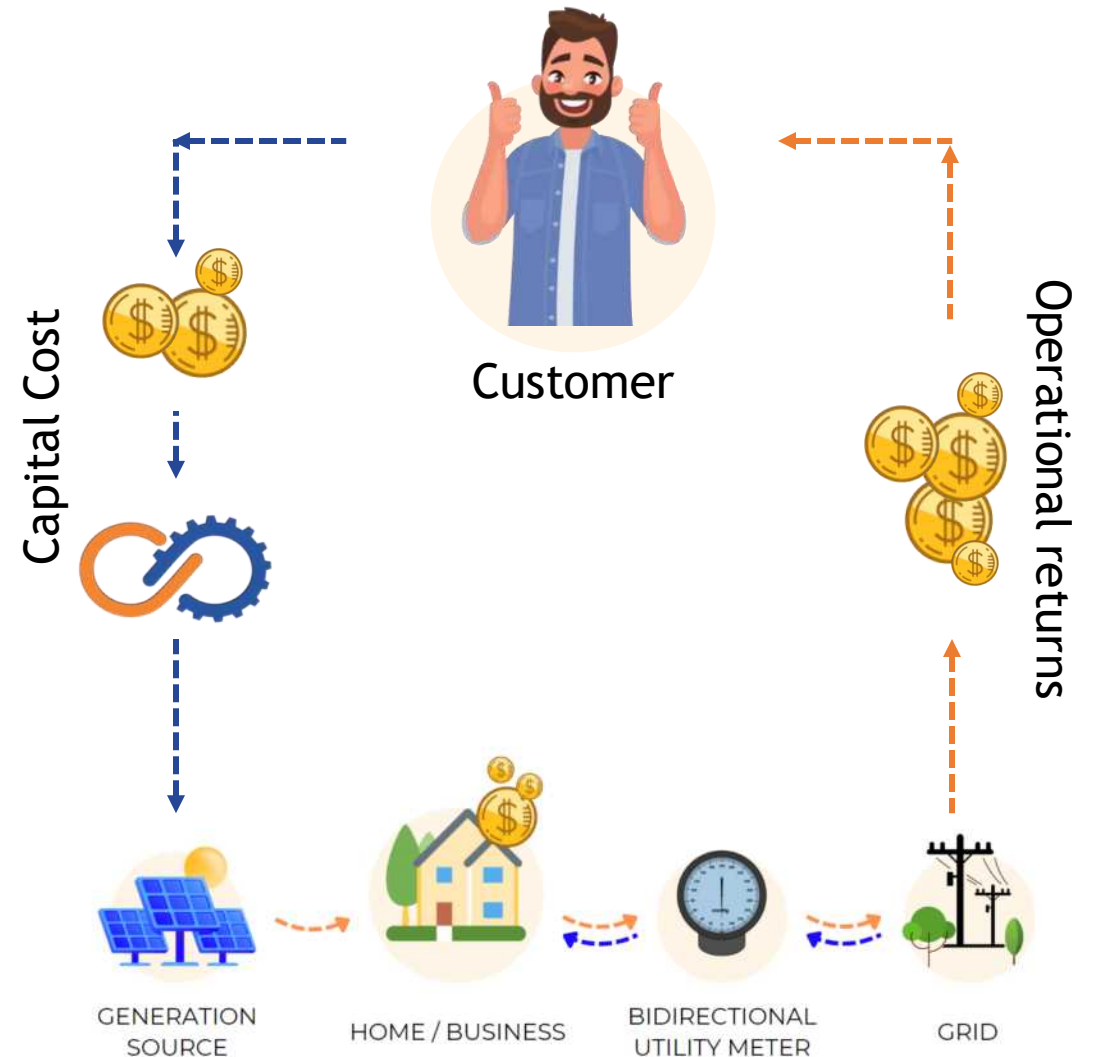 Customer
Capital Cost
Operational returns
GENERATION
SOURCE
HOME / BUSINESS
BIDIRECTIONAL
UTILITY METER
GRID